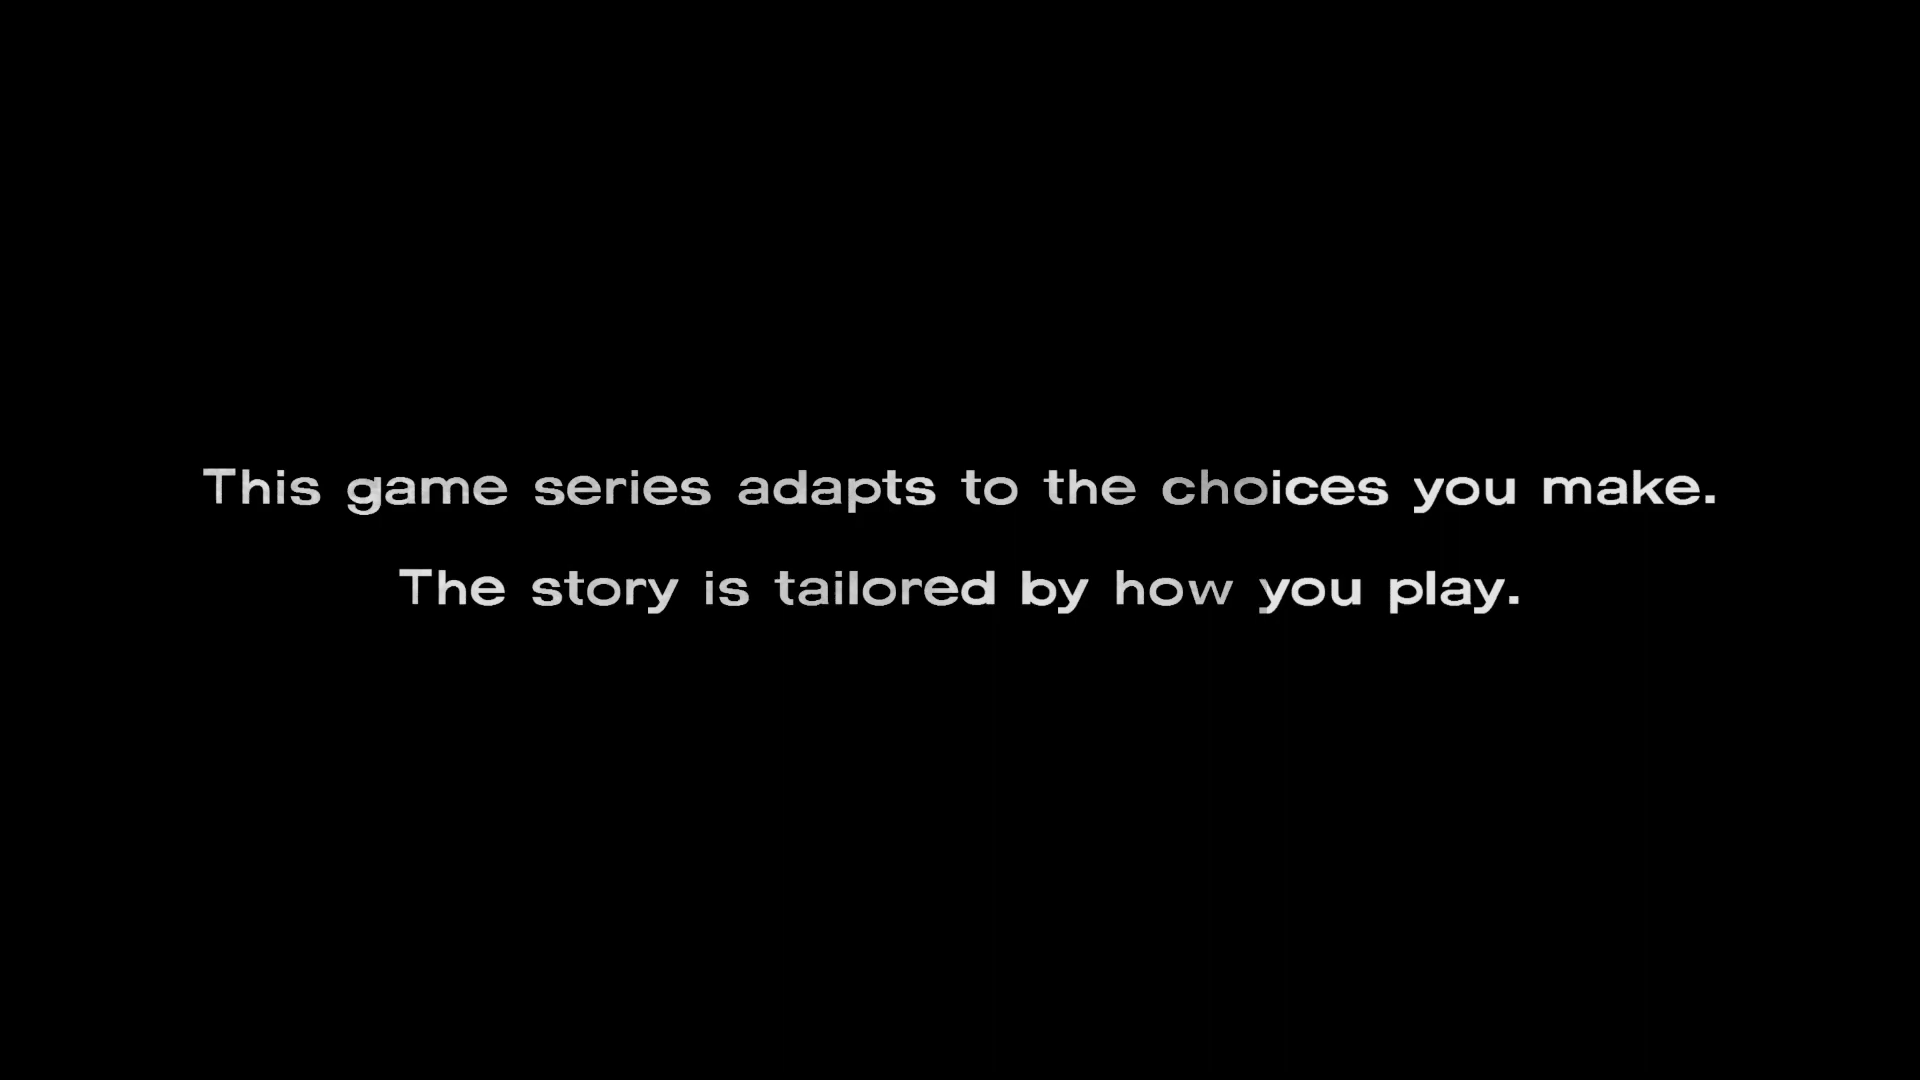 This game series adapts to the choices you make.
The story is tailored by how you play.